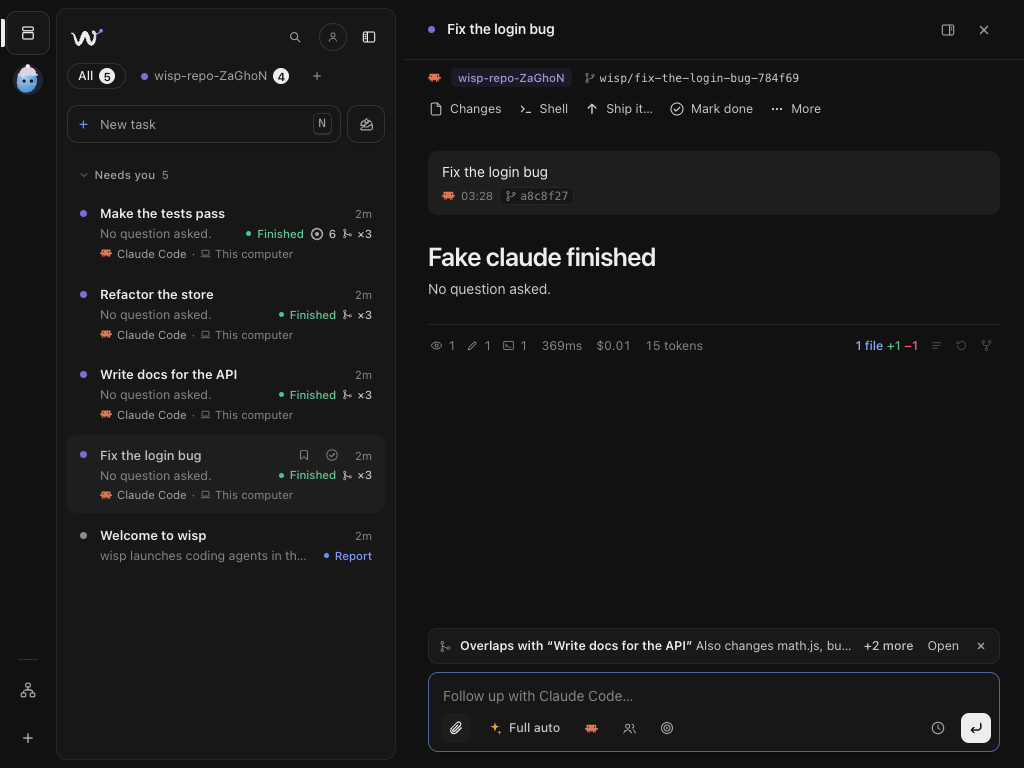 All 5
wisp-repo-ZaGhoN 4
New task N
Needs you 5
Make the tests pass 2m
No question asked. Finished 6 ×3
Claude Code · This computer
Refactor the store 2m
No question asked. Finished ×3
Claude Code · This computer
Write docs for the API 2m
No question asked. Finished ×3
Claude Code · This computer
Fix the login bug 2m
No question asked. Finished ×3
Claude Code · This computer
Welcome to wisp 2m
wisp launches coding agents in th... Report
Fix the login bug
wisp-repo-ZaGhoN wisp/fix-the-login-bug-784f69
Changes Shell Ship it... Mark done More
Fix the login bug
03:28 a8c8f27
Fake claude finished
No question asked.
1 1 1 369ms $0.01 15 tokens 1 file +1 −1
Overlaps with “Write docs for the API” Also changes math.js, bu... +2 more Open
Follow up with Claude Code...
Full auto